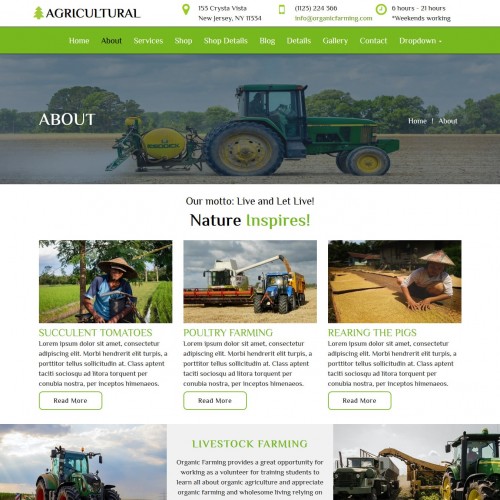 AGRICULTURAL
155 Crysta Vista
New Jersey, NY 11334
(1125) 224 566
info@organicfarming.com
6 hours - 21 hours
*Weekends working
Home About Services Shop Shop Details Blog Details Gallery Contact Dropdown
ABOUT
Home ! About
Our motto: Live and Let Live!
Nature Inspires!
SUCCULENT TOMATOES
Lorem ipsum dolor sit amet, consectetur
adipiscing elit. Morbi hendrerit elit turpis, a
porttitor tellus sollicitudin at. Class aptent
taciti sociosqu ad litora torquent per
conubia nostra, per inceptos himenaeos.
Read More
POULTRY FARMING
Lorem ipsum dolor sit amet, consectetur
adipiscing elit. Morbi hendrerit elit turpis, a
porttitor tellus sollicitudin at. Class aptent
taciti sociosqu ad litora torquent per
conubia nostra, per inceptos himenaeos.
Read More
REARING THE PIGS
Lorem ipsum dolor sit amet, consectetur
adipiscing elit. Morbi hendrerit elit turpis, a
porttitor tellus sollicitudin at. Class aptent
taciti sociosqu ad litora torquent per
conubia nostra, per inceptos himenaeos.
Read More
LIVESTOCK FARMING
Organic Farming provides a great opportunity for
working as a volunteer for training students to
learn all about organic agriculture and appreciate
organic farming and wholesome living relying on